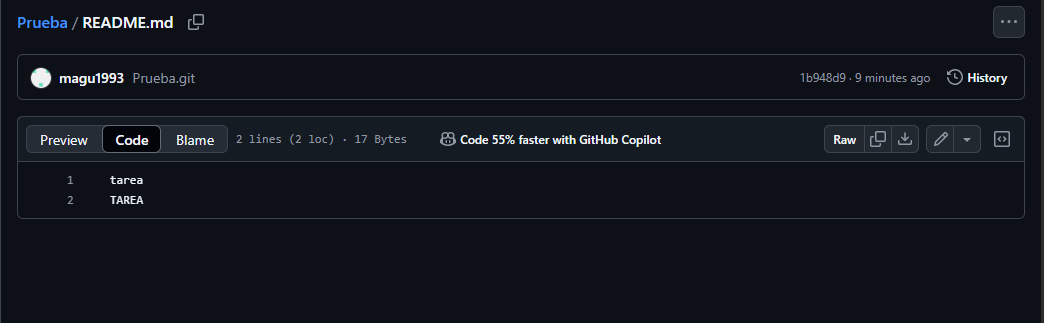 Prueba / README.md
magu1993 Prueba.git 1b948d9 · 9 minutes ago History
Preview Code Blame 2 lines (2 loc) · 17 Bytes Code 55% faster with GitHub Copilot Raw
1 tarea
2 TAREA